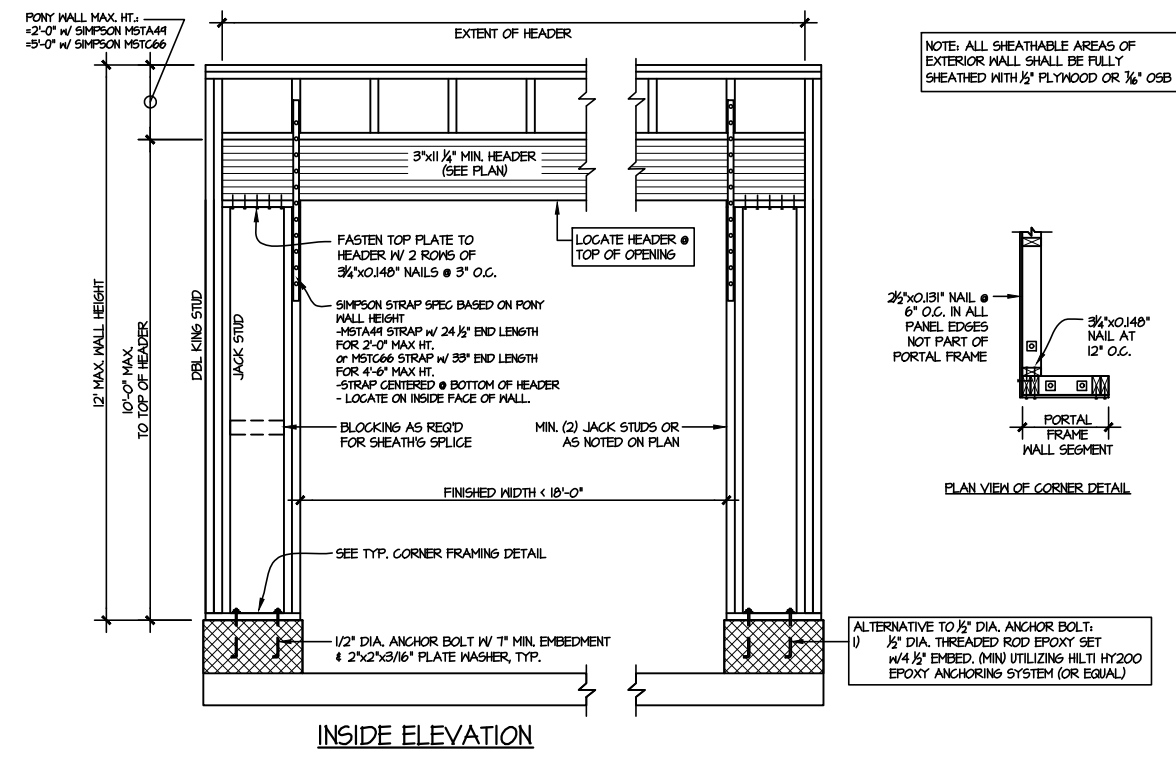 PONY WALL MAX. HT.:
=2'-0" W/ SIMPSON MSTA49
=5'-0" W/ SIMPSON MSTC66
EXTENT OF HEADER
NOTE: ALL SHEATHABLE AREAS OF
EXTERIOR WALL SHALL BE FULLY
SHEATHED WITH ½" PLYWOOD OR 7/16" OSB
3"x11 ¼" MIN. HEADER
(SEE PLAN)
FASTEN TOP PLATE TO
HEADER W/ 2 ROWS OF
3¼"x0.148" NAILS @ 3" O.C.
LOCATE HEADER @
TOP OF OPENING
SIMPSON STRAP SPEC BASED ON PONY
WALL HEIGHT
-MSTA49 STRAP W/ 24 ½" END LENGTH
FOR 2'-0" MAX HT.
or MSTC66 STRAP W/ 33" END LENGTH
FOR 4'-6" MAX HT.
-STRAP CENTERED @ BOTTOM OF HEADER
- LOCATE ON INSIDE FACE OF WALL.
12' MAX. WALL HEIGHT
10'-0" MAX.
TO TOP OF HEADER
DBL KING STUD
JACK STUD
BLOCKING AS REQ'D
FOR SHEATH'G SPLICE
MIN. (2) JACK STUDS OR
AS NOTED ON PLAN
FINISHED WIDTH < 18'-0"
SEE TYP. CORNER FRAMING DETAIL
1/2" DIA. ANCHOR BOLT W/ 7" MIN. EMBEDMENT
& 2"x2"x3/16" PLATE WASHER, TYP.
2½"x0.131" NAIL @
6" O.C. IN ALL
PANEL EDGES
NOT PART OF
PORTAL FRAME
3¼"x0.148"
NAIL AT
12" O.C.
PORTAL
FRAME
WALL SEGMENT
PLAN VIEW OF CORNER DETAIL
ALTERNATIVE TO ½" DIA. ANCHOR BOLT:
1) ½" DIA. THREADED ROD EPOXY SET
W/4 ½" EMBED. (MIN) UTILIZING HILTI HY200
EPOXY ANCHORING SYSTEM (OR EQUAL)
INSIDE ELEVATION